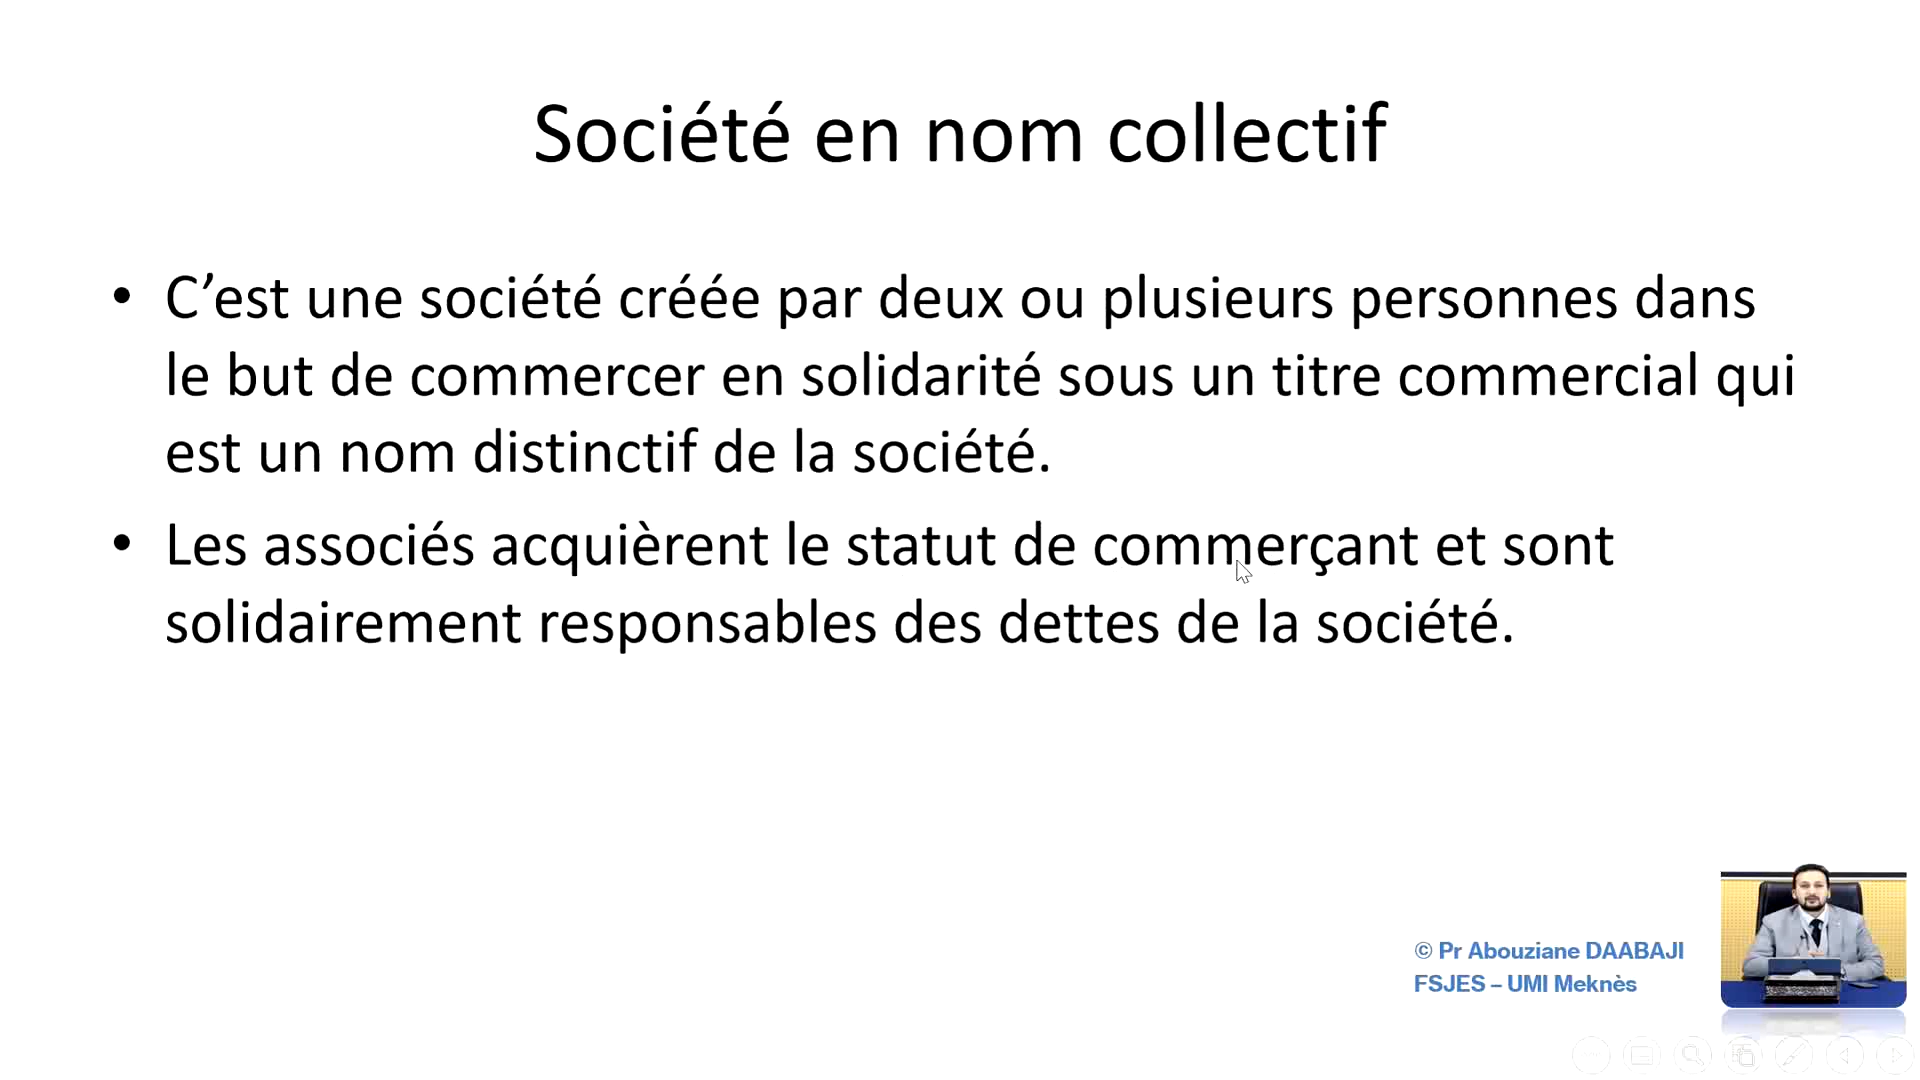 Société en nom collectif
• C’est une société créée par deux ou plusieurs personnes dans
le but de commercer en solidarité sous un titre commercial qui
est un nom distinctif de la société.
• Les associés acquièrent le statut de commerçant et sont
solidairement responsables des dettes de la société.
© Pr Abouziane DAABAJI
FSJES – UMI Meknès